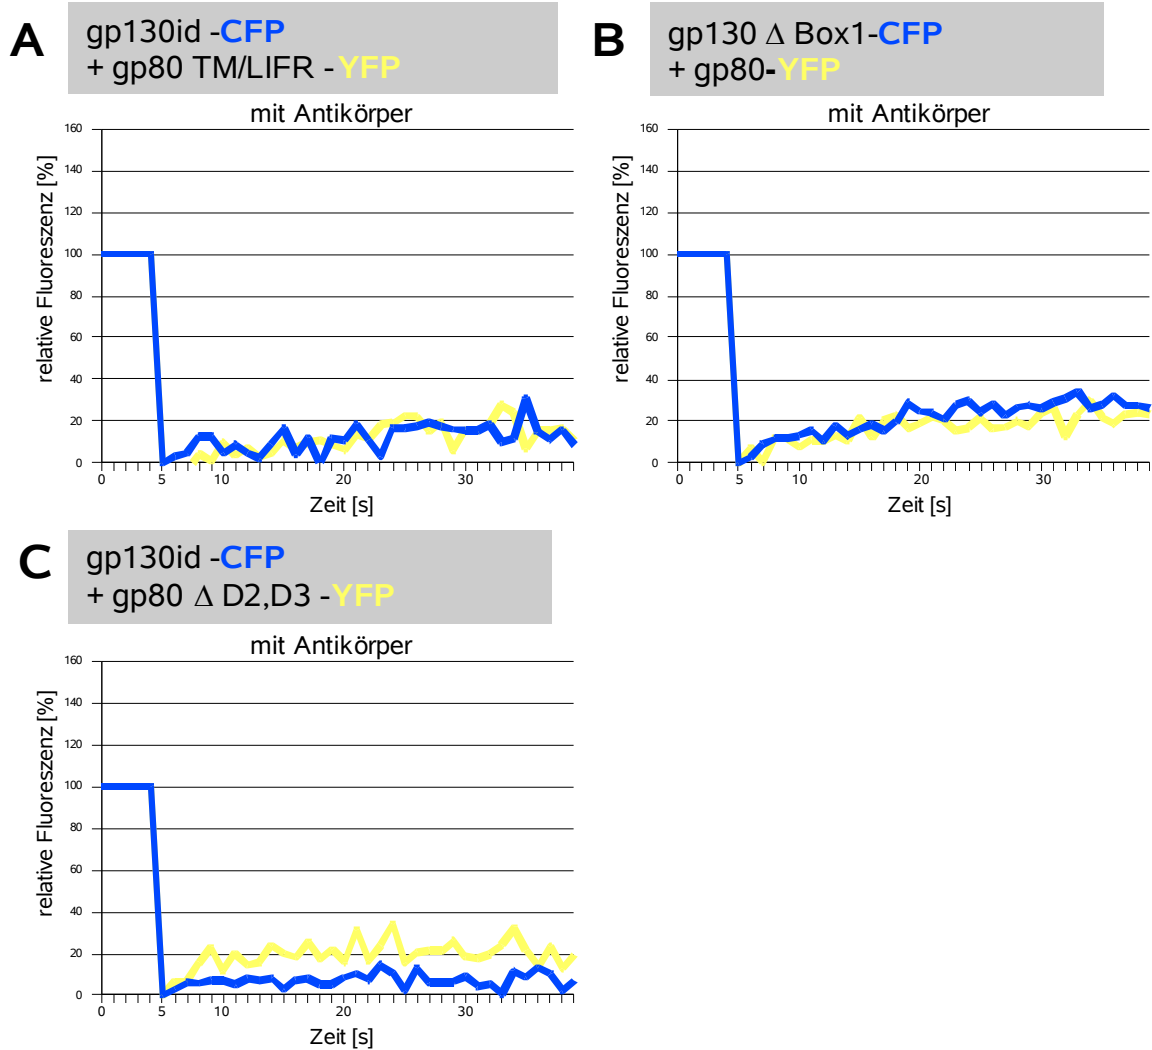 A
gp130id -CFP
+ gp80 TM/LIFR -YFP
mit Antikörper
relative Fluoreszenz [%]
160
140
120
100
80
60
40
20
0
0 5 10 20 30
Zeit [s]
B
gp130 Δ Box1-CFP
+ gp80-YFP
mit Antikörper
relative Fluoreszenz [%]
160
140
120
100
80
60
40
20
0
0 5 10 20 30
Zeit [s]
C
gp130id -CFP
+ gp80 Δ D2,D3 -YFP
mit Antikörper
relative Fluoreszenz [%]
160
140
120
100
80
60
40
20
0
0 5 10 20 30
Zeit [s]